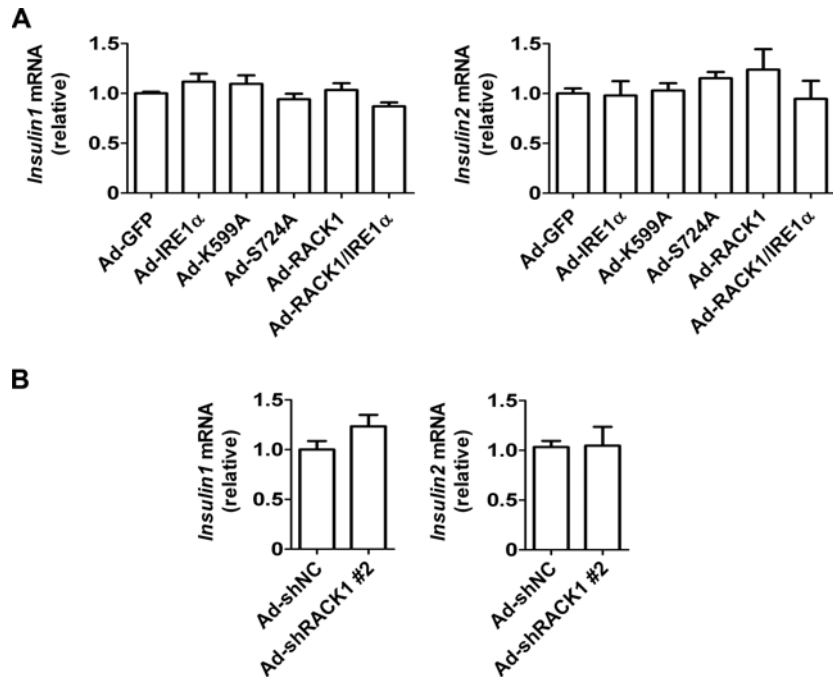 A
Insulin1 mRNA
(relative)
1.5
1.0
0.5
0
Ad-GFP
Ad-IRE1α
Ad-K599A
Ad-S724A
Ad-RACK1
Ad-RACK1/IRE1α
Insulin2 mRNA
(relative)
1.5
1.0
0.5
0
Ad-GFP
Ad-IRE1α
Ad-K599A
Ad-S724A
Ad-RACK1
Ad-RACK1/IRE1α
B
Insulin1 mRNA
(relative)
1.5
1.0
0.5
0
Ad-shNC
Ad-shRACK1 #2
Insulin2 mRNA
(relative)
1.5
1.0
0.5
0
Ad-shNC
Ad-shRACK1 #2